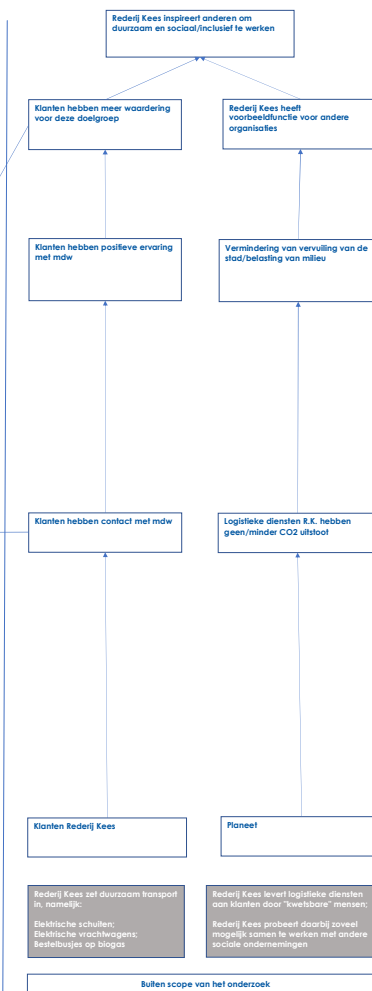 Rederij Kees inspireert anderen om
duurzaam en sociaal/inclusief te werken
Klanten hebben meer waardering
voor deze doelgroep
Rederij Kees heeft
voorbeeldfunctie voor andere
organisaties
Klanten hebben positieve ervaring
met mdw
Vermindering van vervuiling van de
stad/belasting van milieu
Klanten hebben contact met mdw
Logistieke diensten R.K. hebben
geen/minder CO2 uitstoot
Klanten Rederij Kees
Planeet
Rederij Kees zet duurzaam transport
in, namelijk:
Elektrische schuiten;
Elektrische vrachtwagens;
Bestelbusjes op biogas
Rederij Kees levert logistieke diensten
aan klanten door "kwetsbare" mensen;
Rederij Kees probeert daarbij zoveel
mogelijk samen te werken met andere
sociale ondernemingen
Buiten scope van het onderzoek